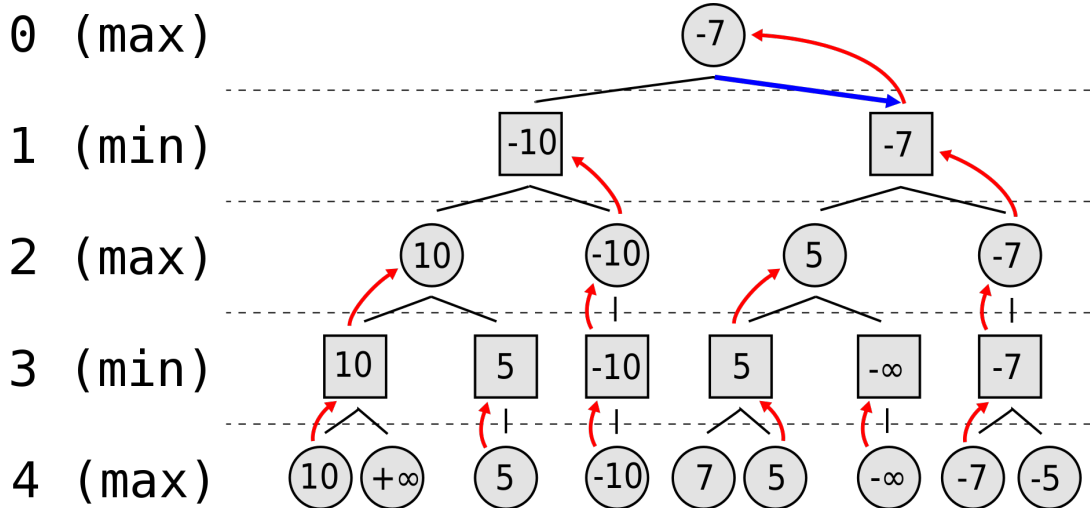 0 (max) -7
1 (min) -10 -7
2 (max) 10 -10 5 -7
3 (min) 10 5 -10 5 -∞ -7
4 (max) 10 +∞ 5 -10 7 5 -∞ -7 -5